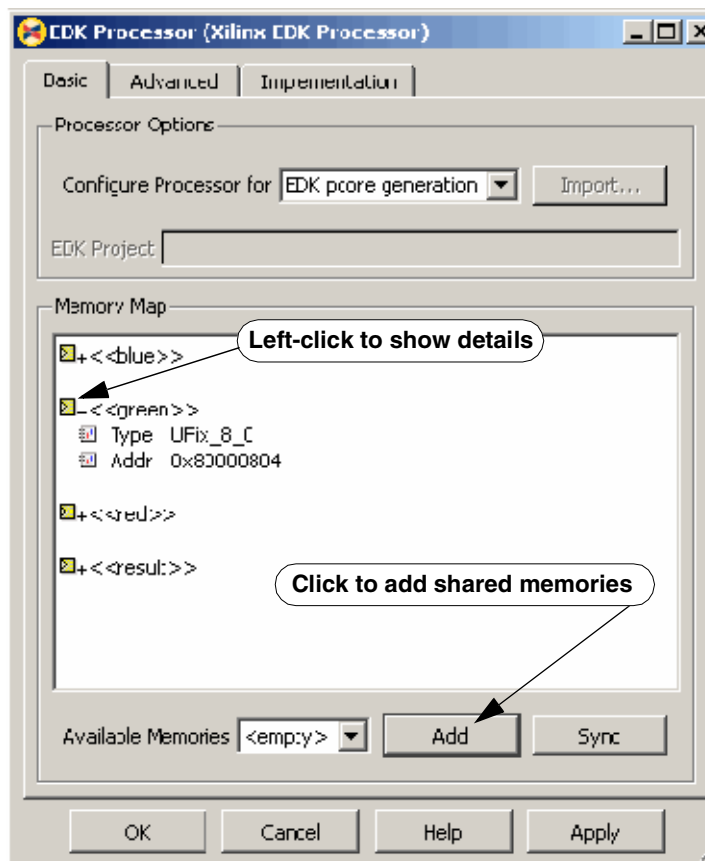 EDK Processor (Xilinx EDK Processor)
Basic Advanced Impementation
Processor Options
Configure Processor for EDK pcore generation Import...
EDK Project
Memory Map
Left-click to show details
+<<blue>>
-<<green>>
Type UFix_8_0
Addr 0x80000804
+<<red>>
+<<result>>
Click to add shared memories
Available Memories <empty> Add Sync
OK Cancel Help Apply